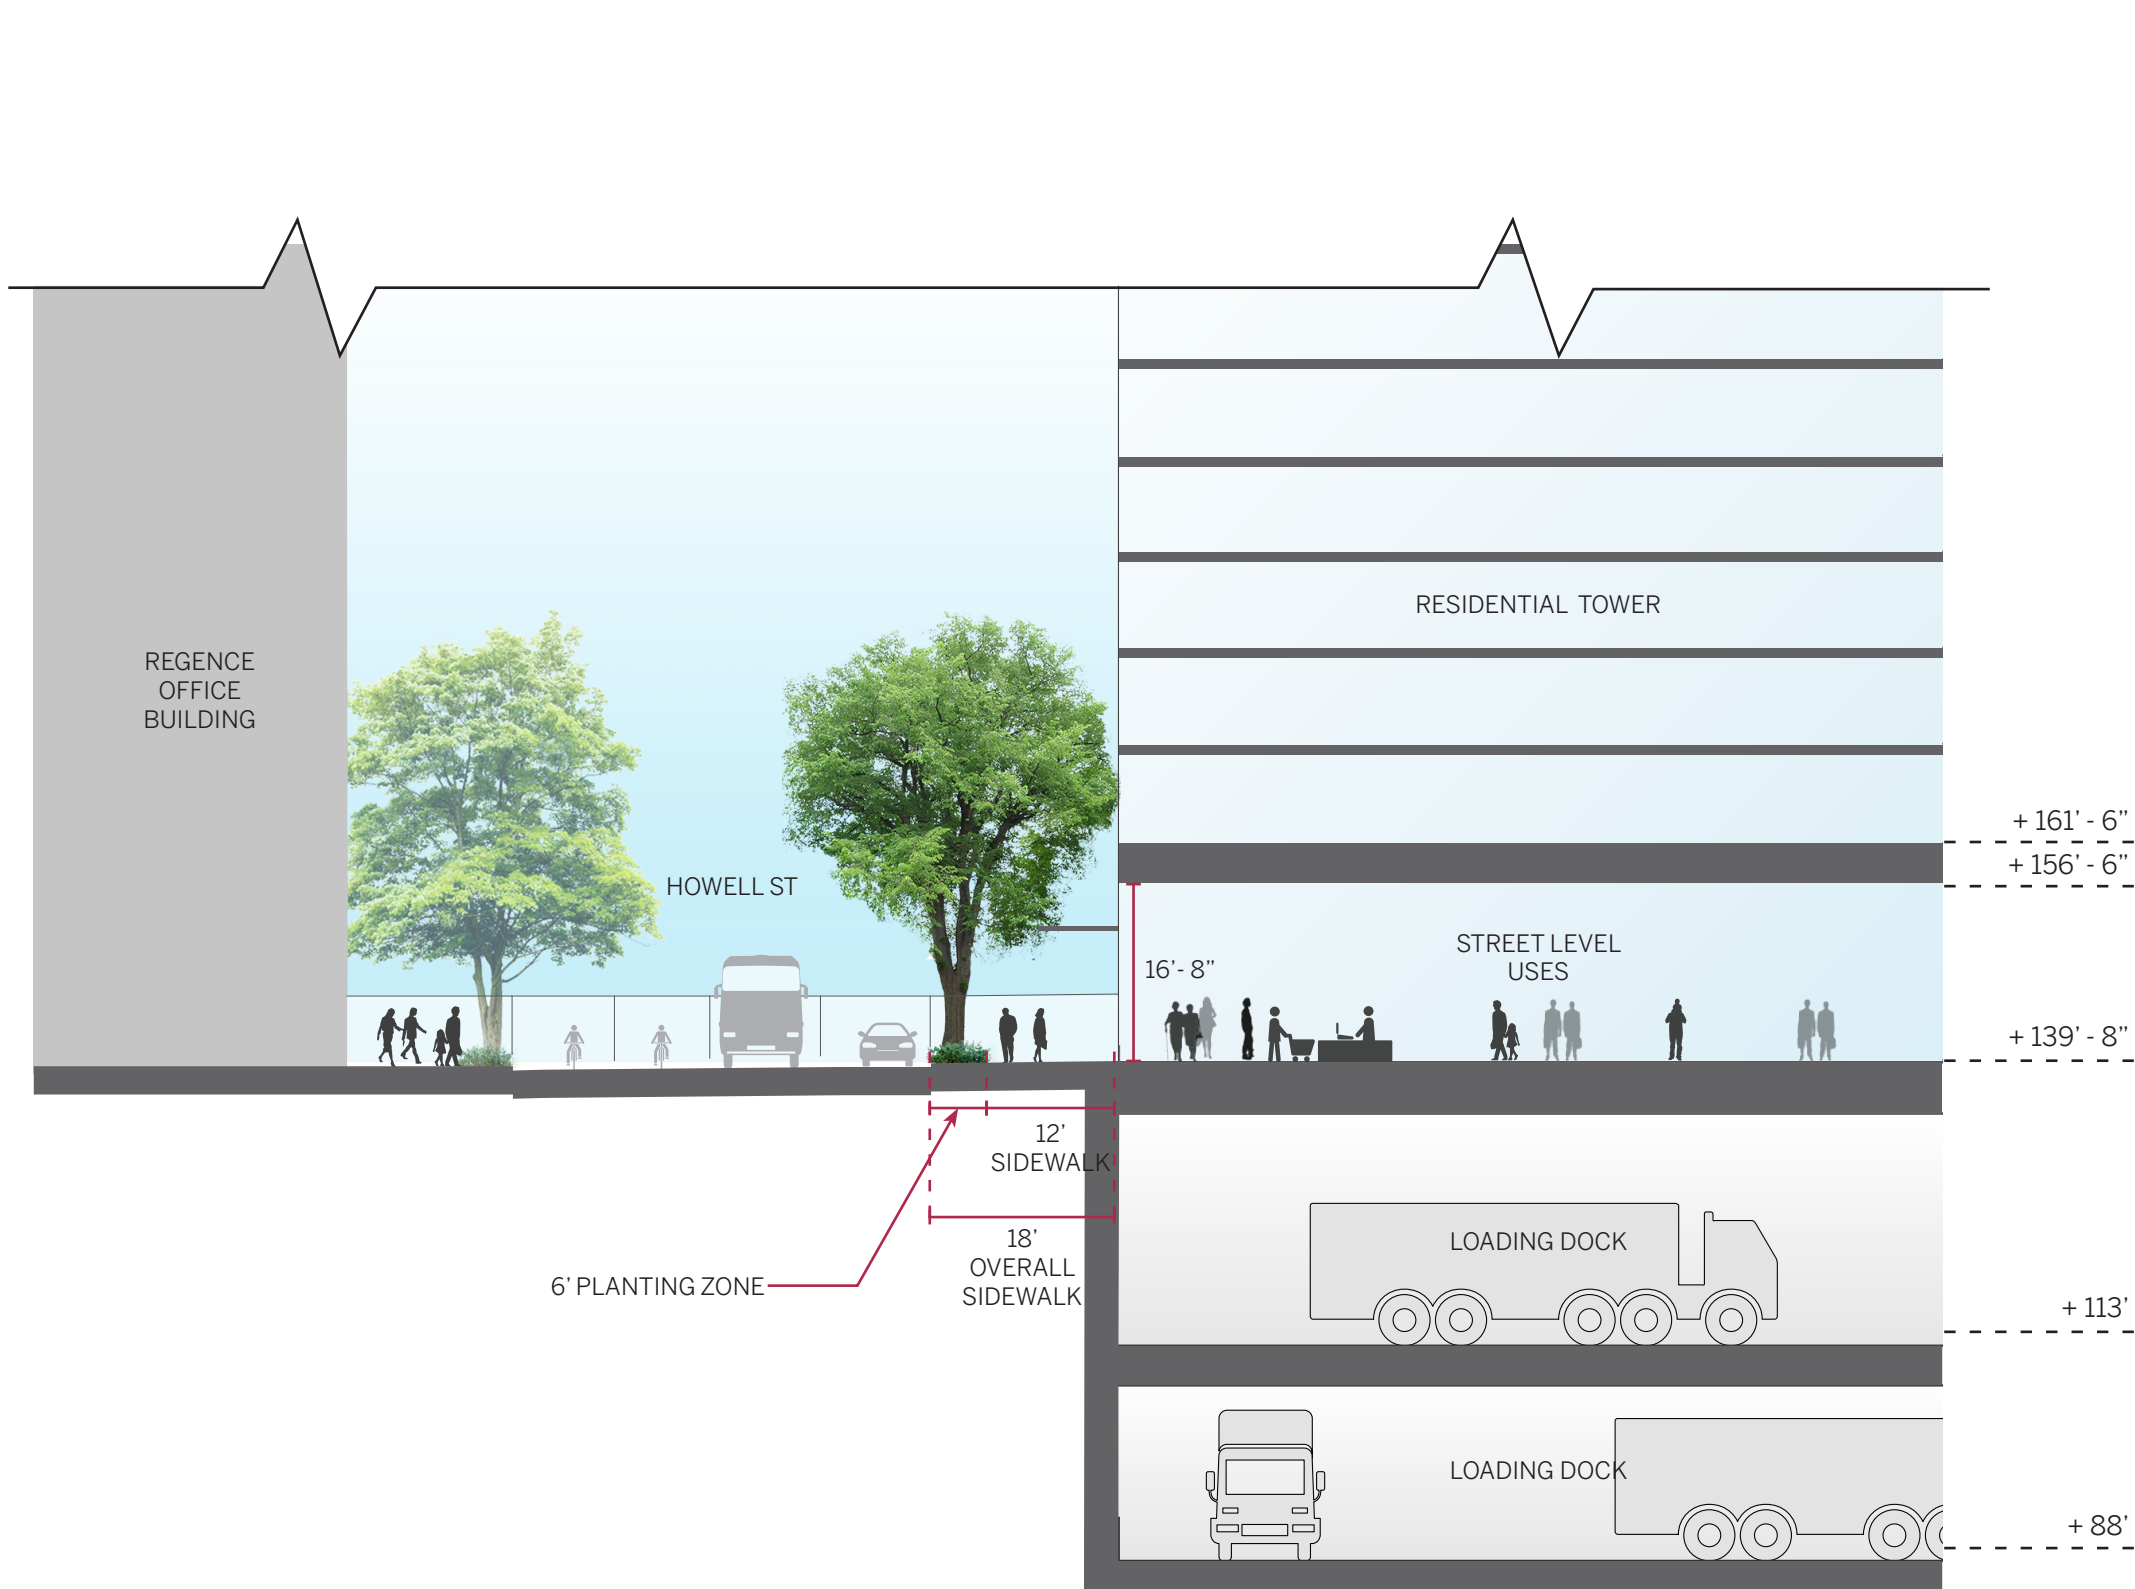 RESIDENTIAL TOWER
REGENCE
OFFICE
BUILDING
HOWELL ST
+ 161’ - 6”
+ 156’ - 6”
STREET LEVEL
USES
16’- 8”
+ 139’ - 8”
12’
SIDEWALK
18’
OVERALL
SIDEWALK
6’ PLANTING ZONE
LOADING DOCK
+ 113’
LOADING DOCK
+ 88’